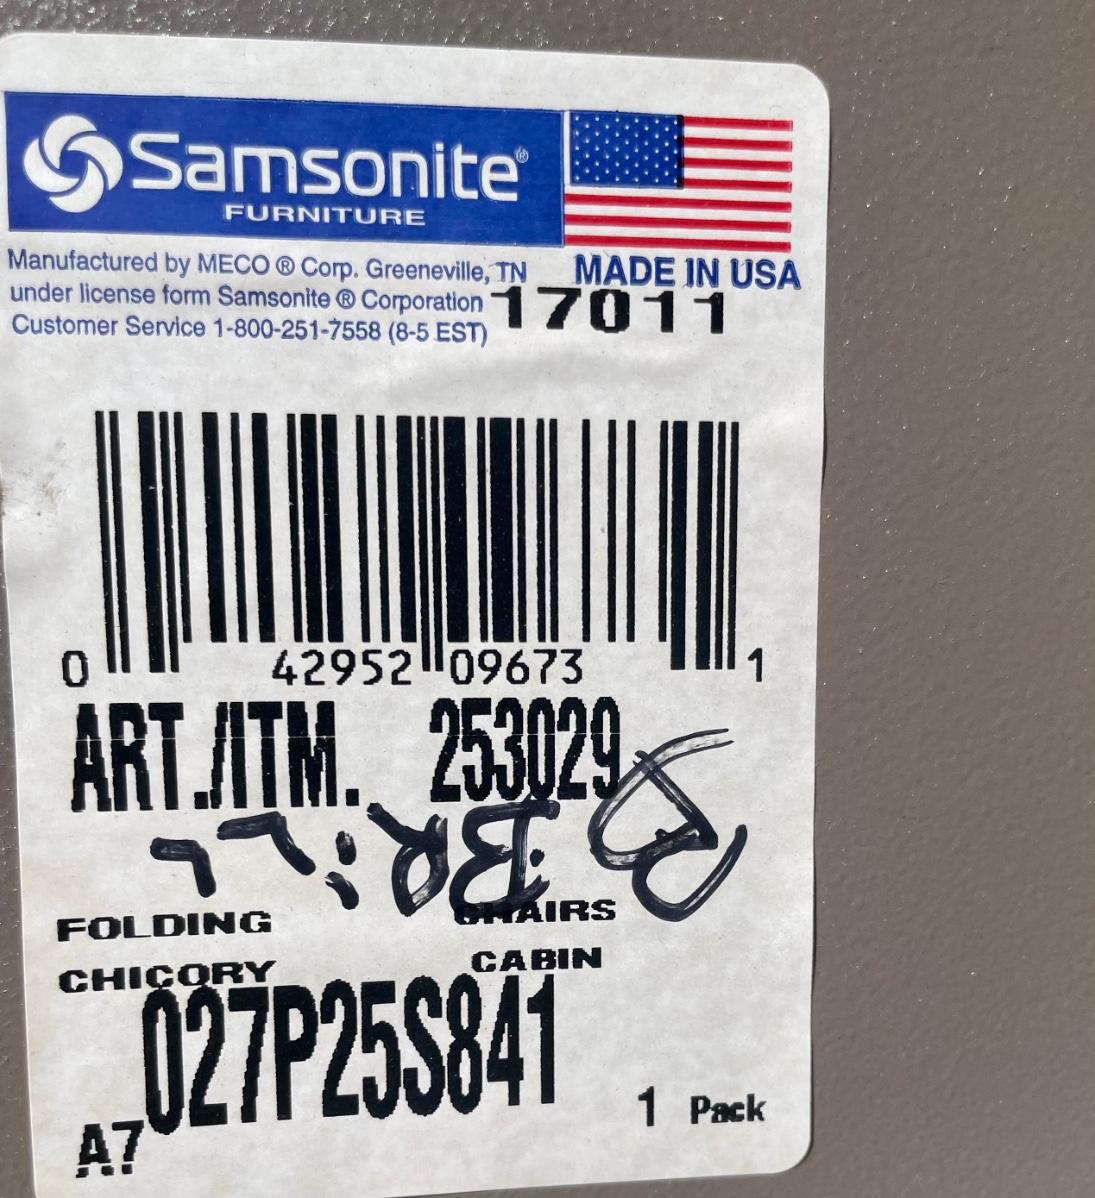 Samsonite®
FURNITURE
Manufactured by MECO ® Corp. Greeneville, TN
under license form Samsonite ® Corporation
Customer Service 1-800-251-7558 (8-5 EST)
MADE IN USA
17011
0 42952 09673 1
ART./ITM. 253029
FOLDING CHAIRS
CHICORY CABIN
027P25S841
A7 1 Pack